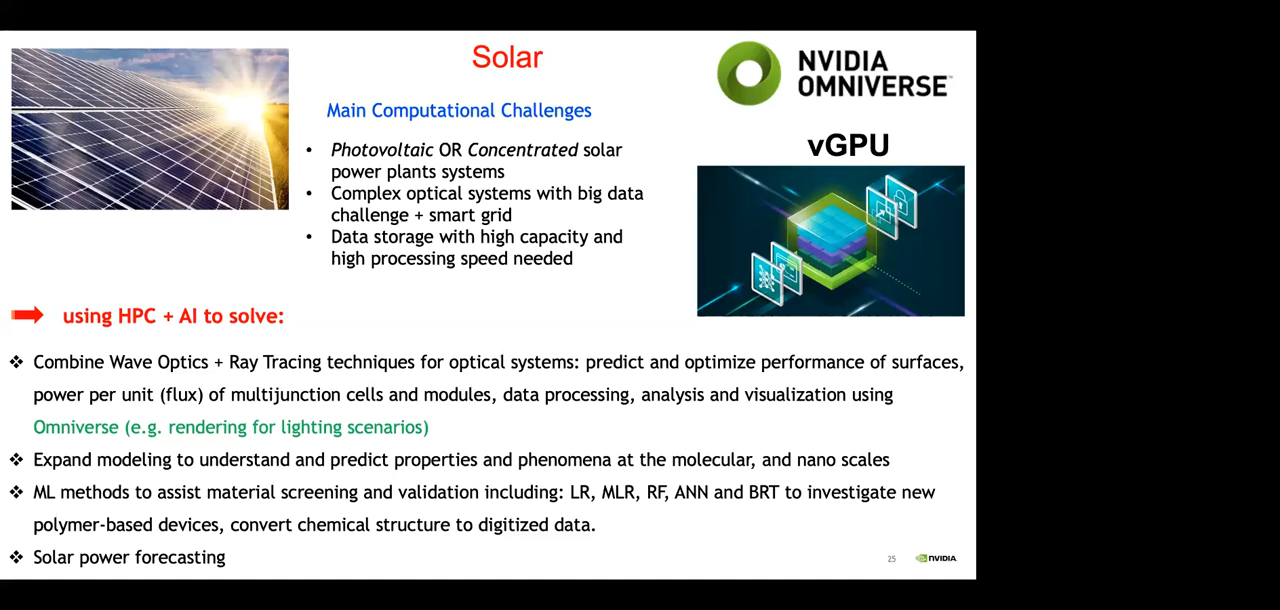 Solar
NVIDIA
OMNIVERSE™
Main Computational Challenges
vGPU
• Photovoltaic OR Concentrated solar
power plants systems
• Complex optical systems with big data
challenge + smart grid
• Data storage with high capacity and
high processing speed needed
using HPC + AI to solve:
❖ Combine Wave Optics + Ray Tracing techniques for optical systems: predict and optimize performance of surfaces,
power per unit (flux) of multijunction cells and modules, data processing, analysis and visualization using
Omniverse (e.g. rendering for lighting scenarios)
❖ Expand modeling to understand and predict properties and phenomena at the molecular, and nano scales
❖ ML methods to assist material screening and validation including: LR, MLR, RF, ANN and BRT to investigate new
polymer-based devices, convert chemical structure to digitized data.
❖ Solar power forecasting
25
NVIDIA